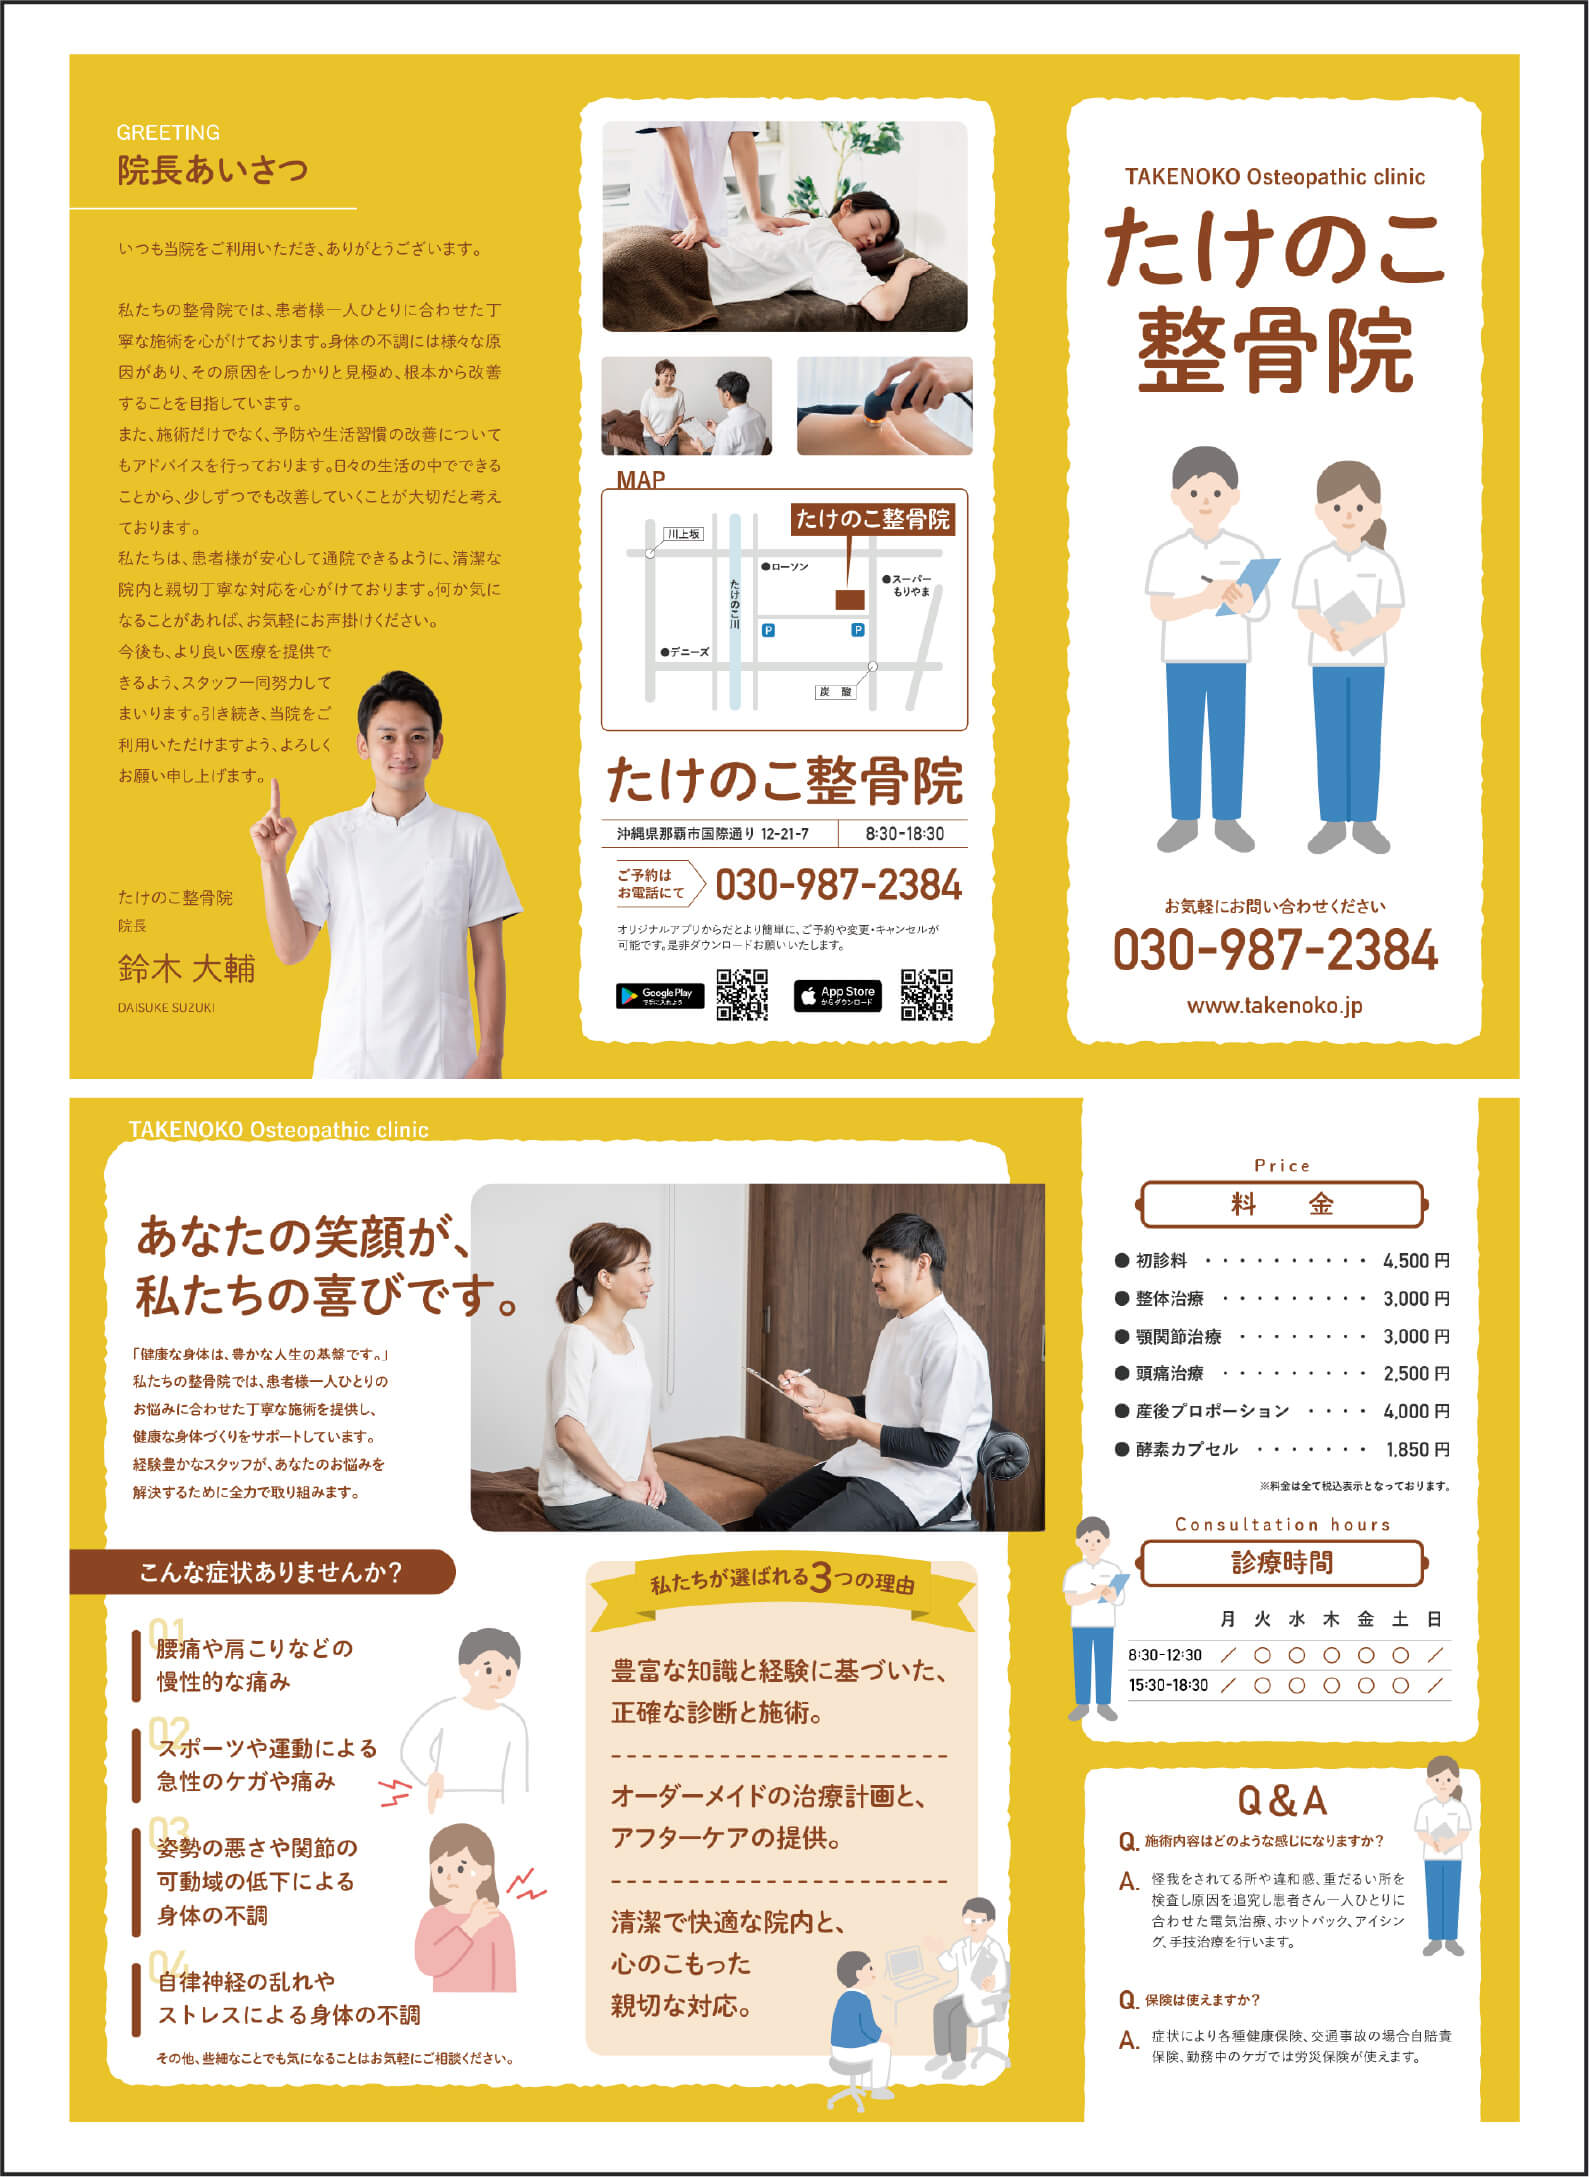 GREETING
院長あいさつ
いつも当院をご利用いただき、ありがとうございます。
私たちの整骨院では、患者様一人ひとりに合わせた丁
寧な施術を心がけております。身体の不調には様々な原
因があり、その原因をしっかりと見極め、根本から改善
することを目指しています。
また、施術だけでなく、予防や生活習慣の改善について
もアドバイスを行っております。日々の生活の中でできる
ことから、少しずつでも改善していくことが大切だと考え
ております。
私たちは、患者様が安心して通院できるように、清潔な
院内と親切丁寧な対応を心がけております。何か気に
なることがあれば、お気軽にお声掛けください。
今後も、より良い医療を提供で
きるよう、スタッフ一同努力して
まいります。引き続き、当院をご
利用いただけますよう、よろしく
お願い申し上げます。
たけのこ整骨院
院長
鈴木 大輔
DAISUKE SUZUKI
MAP
たけのこ整骨院
川上坂
●ローソン
●スーパー
もりやま
たけのこ川
P
P
●デニーズ
炭 酸
たけのこ整骨院
沖縄県那覇市国際通り 12-21-7
8:30-18:30
ご予約は
お電話にて
030-987-2384
オリジナルアプリからだとより簡単に、ご予約や変更・キャンセルが
可能です。是非ダウンロードお願いいたします。
Google Play
で手に入れよう
App Store
からダウンロード
TAKENOKO Osteopathic clinic
たけのこ
整骨院
お気軽にお問い合わせください
030-987-2384
www.takenoko.jp
TAKENOKO Osteopathic clinic
あなたの笑顔が、
私たちの喜びです。
「健康な身体は、豊かな人生の基盤です。」
私たちの整骨院では、患者様一人ひとりの
お悩みに合わせた丁寧な施術を提供し、
健康な身体づくりをサポートしています。
経験豊かなスタッフが、あなたのお悩みを
解決するために全力で取り組みます。
こんな症状ありませんか？
01
腰痛や肩こりなどの
慢性的な痛み
02
スポーツや運動による
急性のケガや痛み
03
姿勢の悪さや関節の
可動域の低下による
身体の不調
04
自律神経の乱れや
ストレスによる身体の不調
その他、些細なことでも気になることはお気軽にご相談ください。
私たちが選ばれる3つの理由
豊富な知識と経験に基づいた、
正確な診断と施術。
オーダーメイドの治療計画と、
アフターケアの提供。
清潔で快適な院内と、
心のこもった
親切な対応。
Price
料 金
● 初診料 ・・・・・・・・・・ 4,500 円
● 整体治療 ・・・・・・・・・ 3,000 円
● 顎関節治療 ・・・・・・・・ 3,000 円
● 頭痛治療 ・・・・・・・・・ 2,500 円
● 産後プロポーション ・・・・ 4,000 円
● 酵素カプセル ・・・・・・・ 1,850 円
※料金は全て税込表示となっております。
Consultation hours
診療時間
月 火 水 木 金 土 日
8:30-12:30 ／ ○ ○ ○ ○ ○ ／
15:30-18:30 ／ ○ ○ ○ ○ ○ ／
Q & A
Q. 施術内容はどのような感じになりますか？
A. 怪我をされてる所や違和感、重だるい所を
検査し原因を追究し患者さん一人ひとりに
合わせた電気治療、ホットパック、アイシン
グ、手技治療を行います。
Q. 保険は使えますか？
A. 症状により各種健康保険、交通事故の場合自賠責
保険、勤務中のケガでは労災保険が使えます。